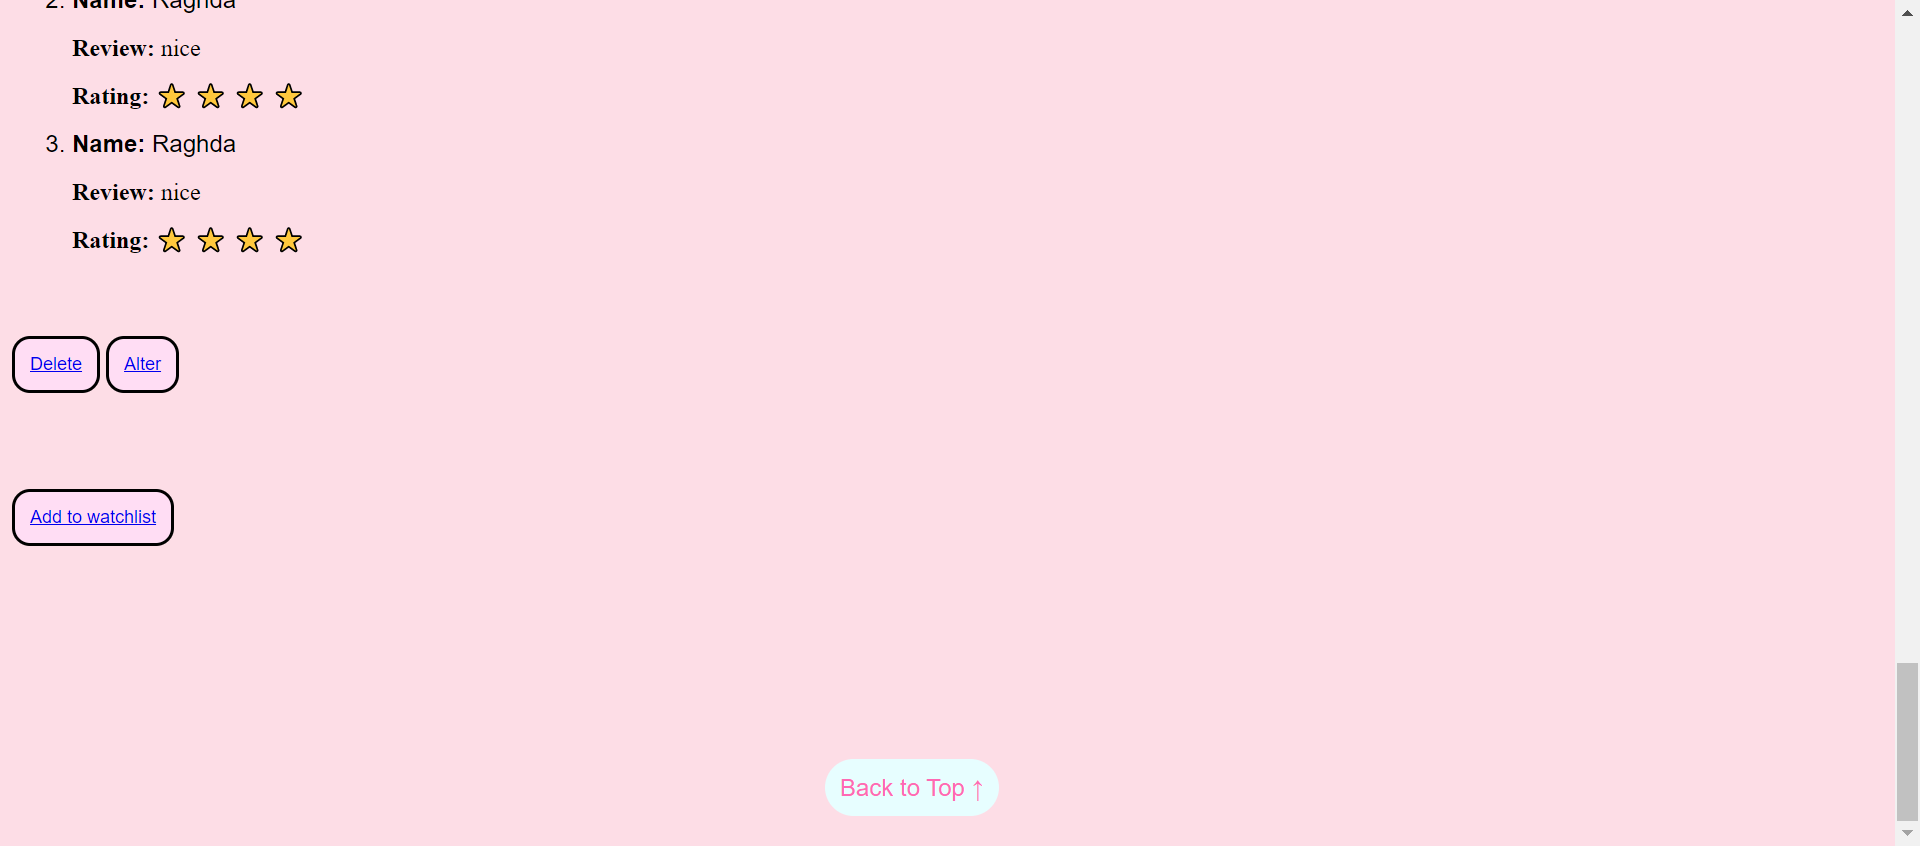 2. Name: Raghda
Review: nice
Rating: ⭐ ⭐ ⭐ ⭐
3. Name: Raghda
Review: nice
Rating: ⭐ ⭐ ⭐ ⭐
Delete Alter
Add to watchlist
Back to Top ↑